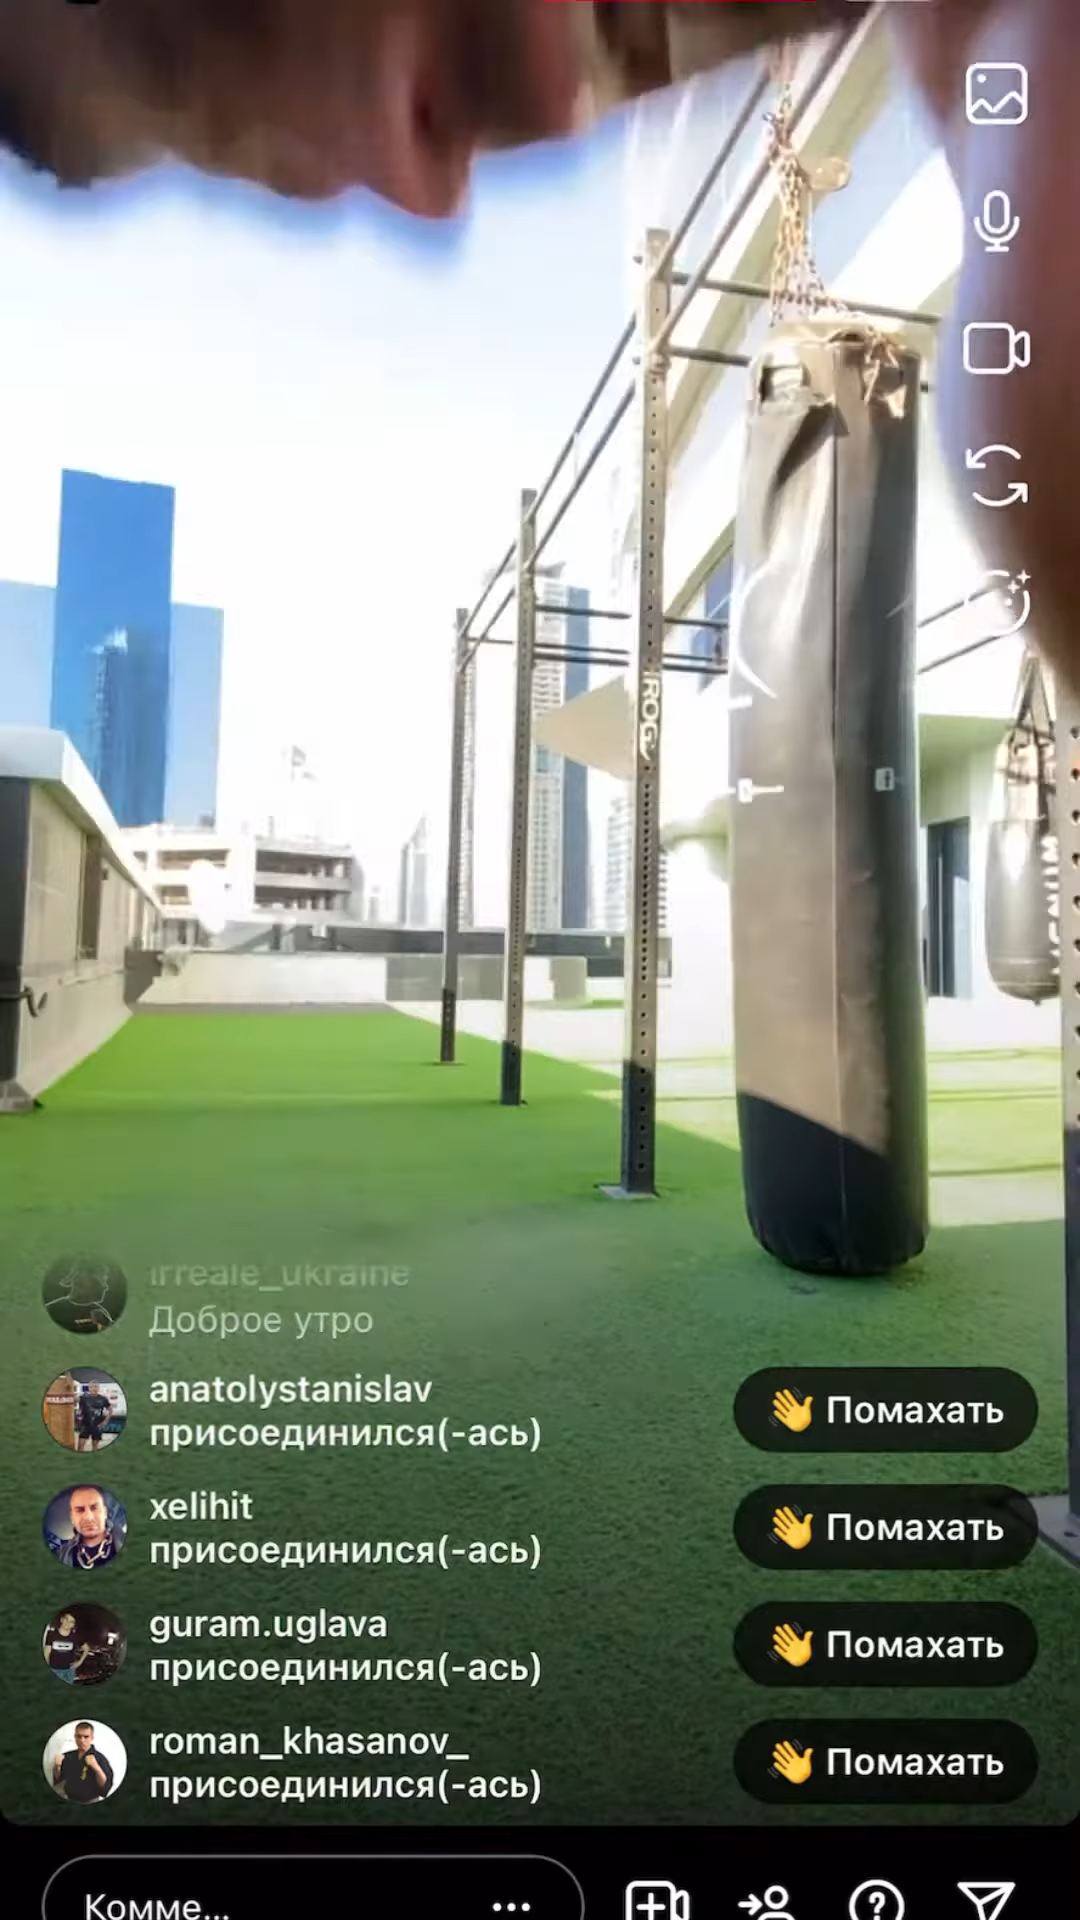 irreale_ukraine
Доброе утро
anatolystanislav
присоединился(-ась)
👋 Помахать
xelihit
присоединился(-ась)
👋 Помахать
guram.uglava
присоединился(-ась)
👋 Помахать
roman_khasanov_
присоединился(-ась)
👋 Помахать
Комме...